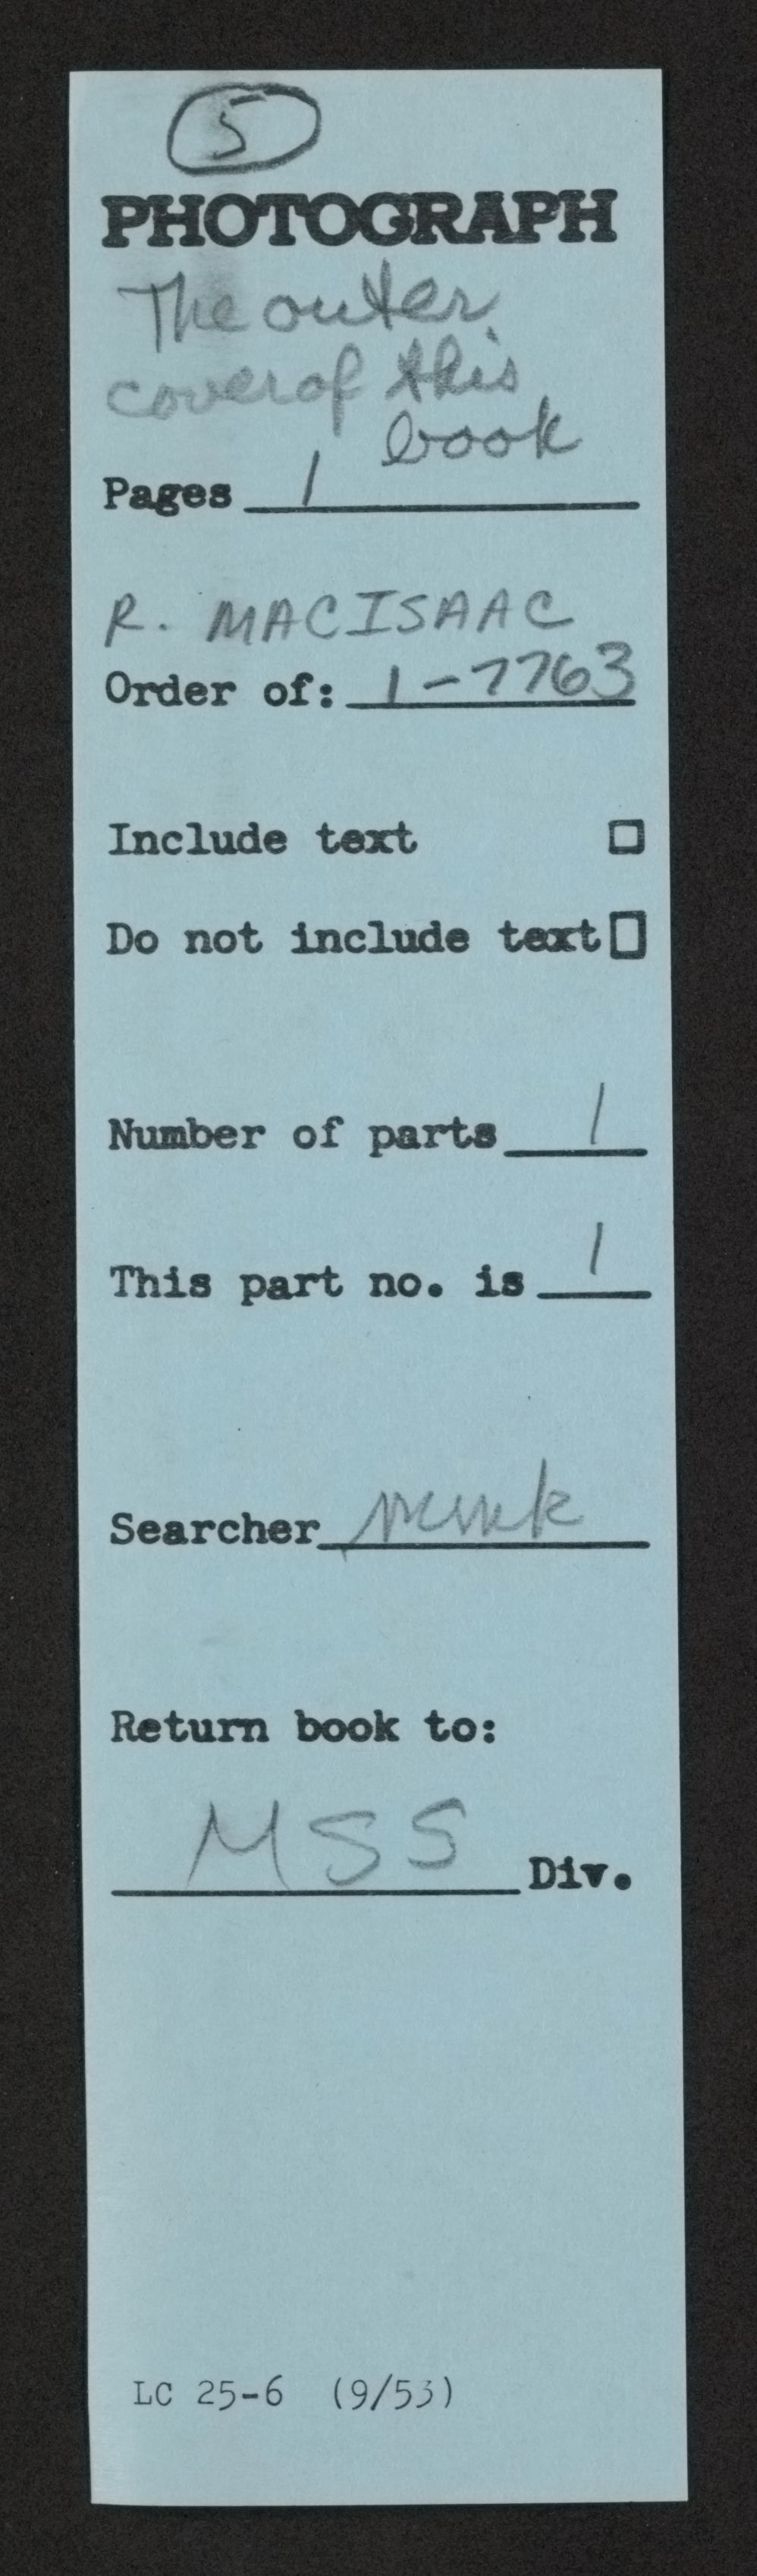 5
PHOTOGRAPH
The outer
cover of this
book
Pages 1
R. MACISAAC
Order of: 1-7763
Include text
Do not include text
Number of parts 1
This part no. is 1
Searcher
Return book to:
MSS Div.
LC 25-6 (9/53)